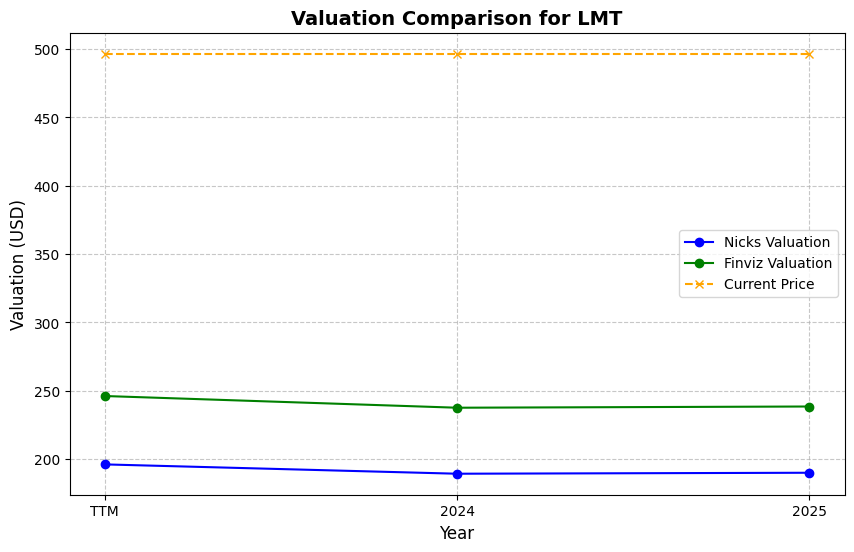 Valuation Comparison for LMT
500
450
400
350
300
250
200
Valuation (USD)
Nicks Valuation
Finviz Valuation
Current Price
TTM
2024
2025
Year